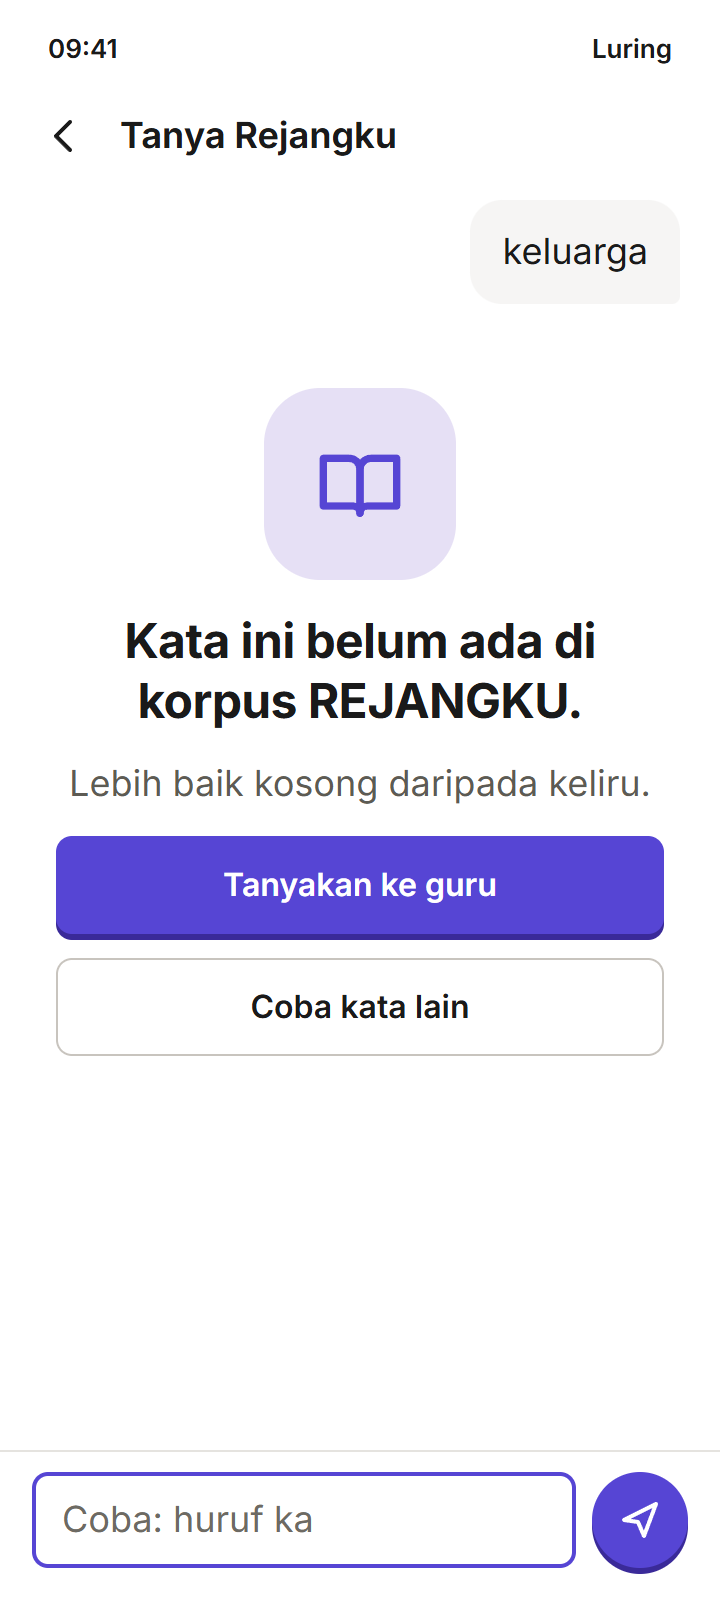 09:41
Luring
Tanya Rejangku
keluarga
Kata ini belum ada di
korpus REJANGKU.
Lebih baik kosong daripada keliru.
Tanyakan ke guru
Coba kata lain
Coba: huruf ka